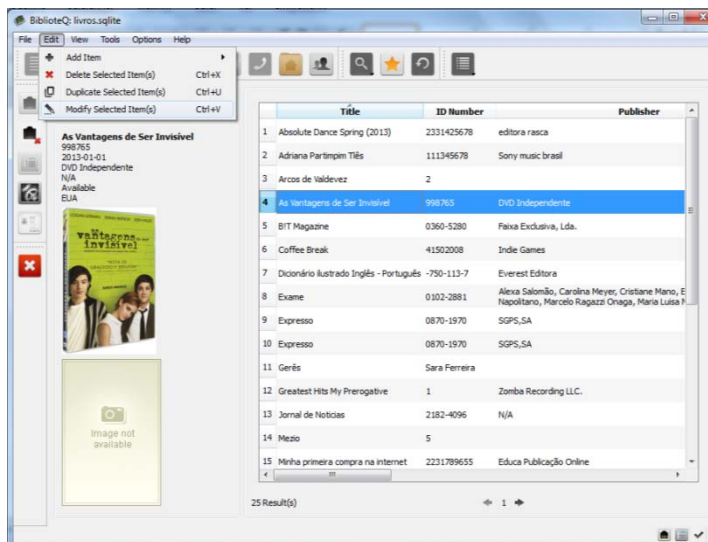 BiblioteQ: livros.sqlite
File Edit View Tools Options Help
Add Item
Delete Selected Item(s) Ctrl+X
Duplicate Selected Item(s) Ctrl+U
Modify Selected Item(s) Ctrl+V
As Vantagens de Ser Invisível
998765
2013-01-01
DVD Independente
N/A
Available
EUA
vantagens
invisível
Image not
available
Title ID Number Publisher
1 Absolute Dance Spring (2013) 2331425678 editora rasca
2 Adriana Partimpim Tlês 111345678 Sony music brasil
3 Arcos de Valdevez 2
4 As Vantagens de Ser Invisível 998765 DVD Independente
5 B!T Magazine 0360-5280 Faixa Exclusiva, Lda.
6 Coffee Break 41502008 Indie Games
7 Dicionário ilustrado Inglês - Português -750-113-7 Everest Editora
8 Exame 0102-2881 Alexa Salomão, Carolina Meyer, Cristiane Mano, E
Napolitano, Marcelo Ragazzi Onaga, Maria Luisa
9 Expresso 0870-1970 SGPS,SA
10 Expresso 0870-1970 SGPS,SA
11 Gerês Sara Ferreira
12 Greatest Hits My Prerogative 1 Zomba Recording LLC.
13 Jornal de Noticias 2182-4096 N/A
14 Mezio 5
15 Minha primeira compra na internet 2231789655 Educa Publicação Online
25 Result(s) 1